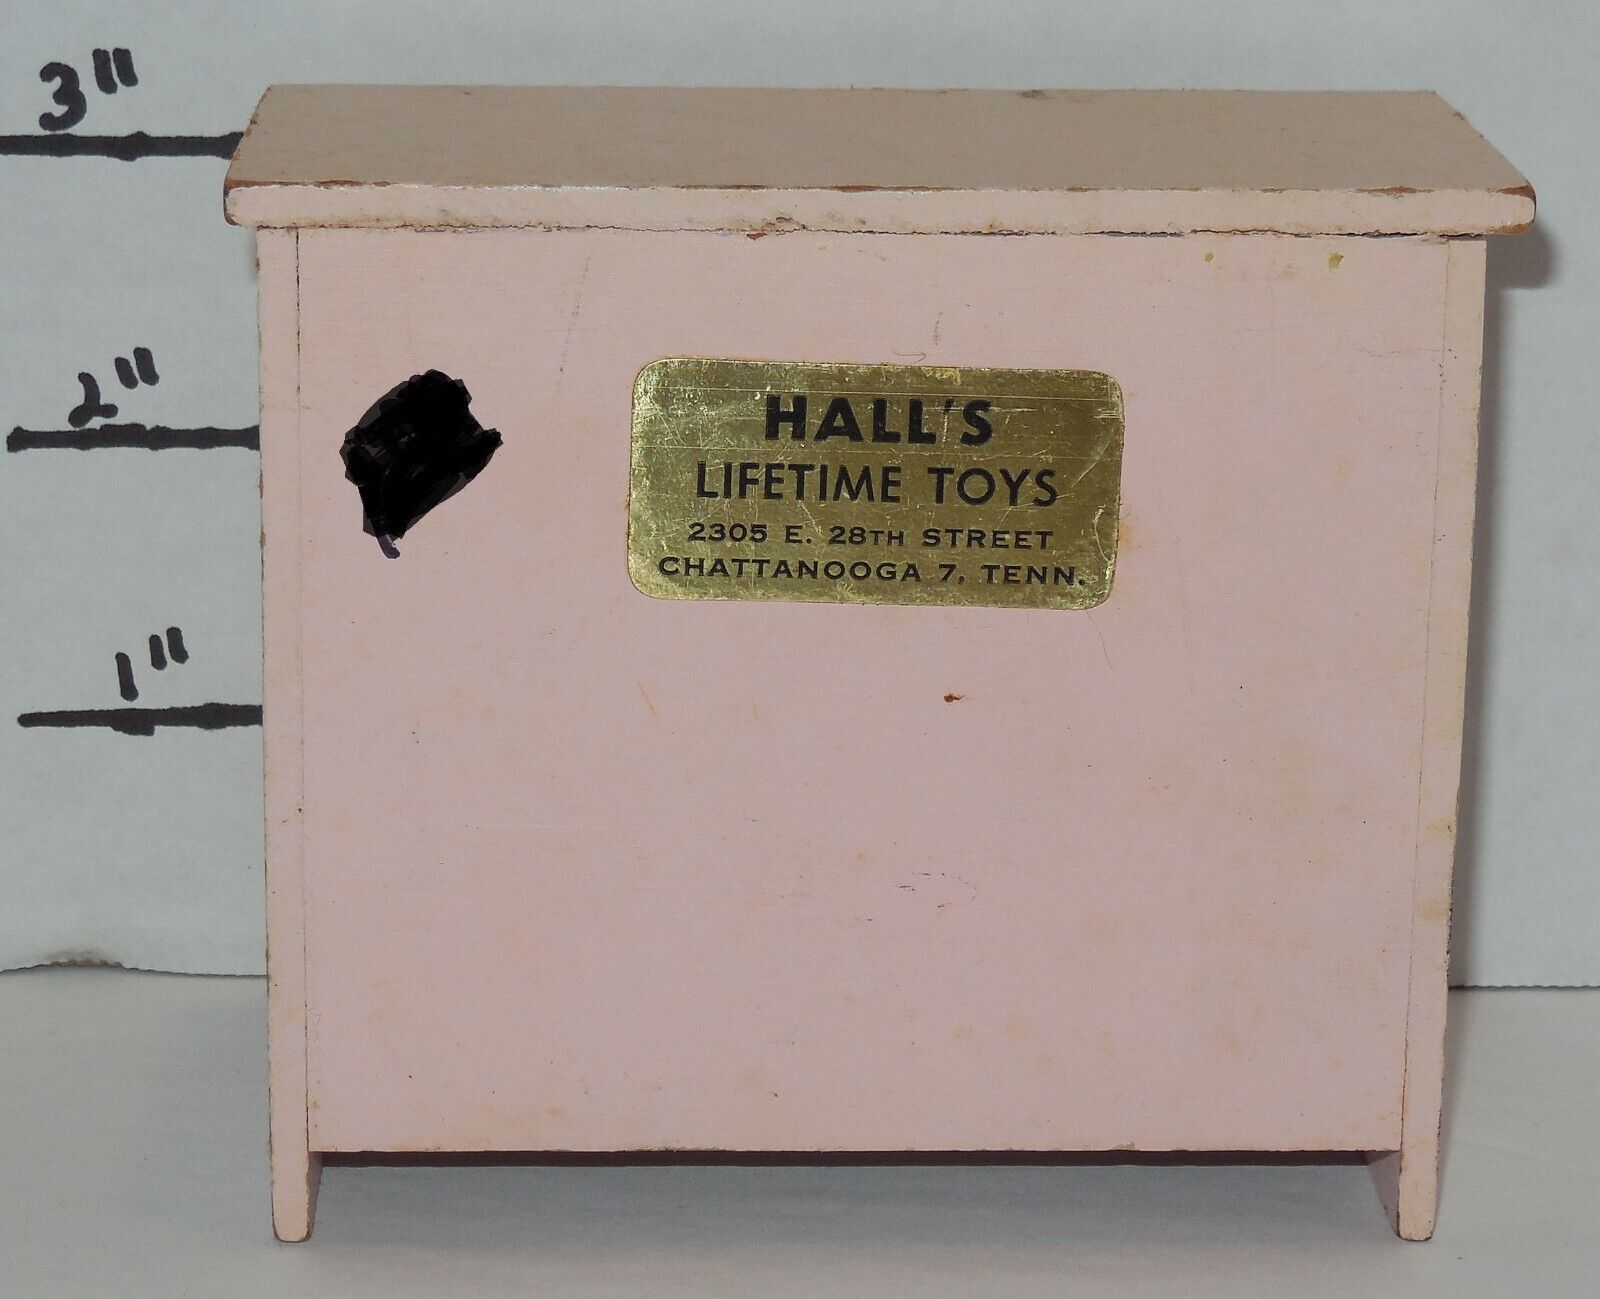 3"
2"
1"
HALL'S
LIFETIME TOYS
2305 E. 28TH STREET
CHATTANOOGA 7, TENN.